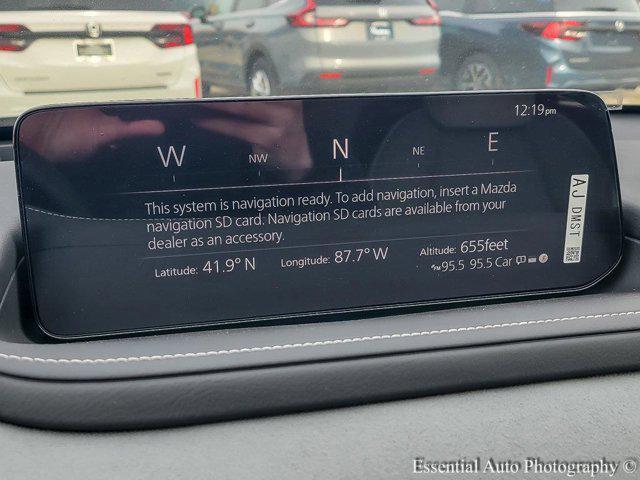 12:19pm
W NW N NE E
This system is navigation ready. To add navigation, insert a Mazda
navigation SD card. Navigation SD cards are available from your
dealer as an accessory.
Latitude: 41.9° N Longitude: 87.7° W Altitude: 655feet
FM 95.5 95.5 Car
AJ DMST
Essential Auto Photography ©